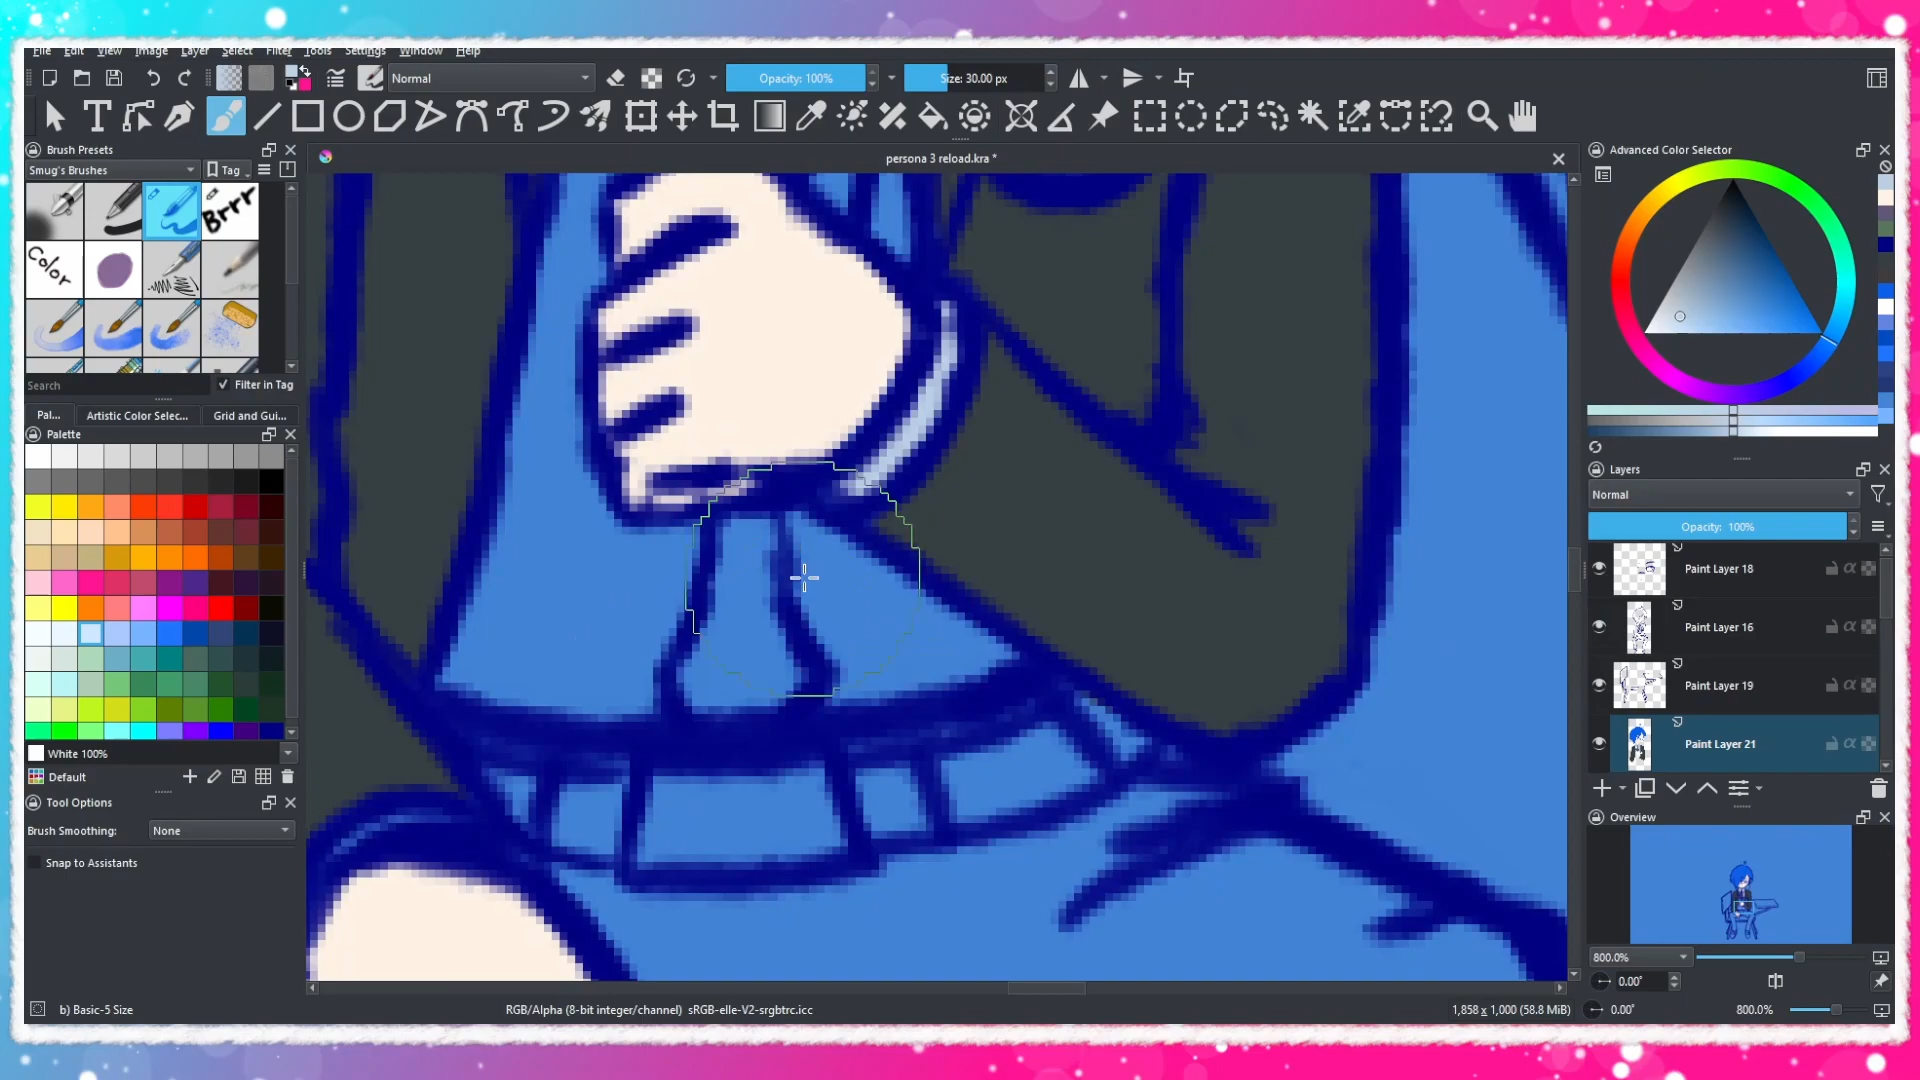 File Edit View Image Layer Select Filter Tools Settings Window Help
Normal
Opacity: 100%
Size: 30.00 px
Brush Presets
persona 3 reload.kra *
Advanced Color Selector
Smug's Brushes
Tag
Brrr
Color
Search
Filter in Tag
Pal...
Artistic Color Selec...
Grid and Gui...
Palette
Layers
Normal
Opacity: 100%
Paint Layer 18
Paint Layer 16
Paint Layer 19
Paint Layer 21
White 100%
Default
Tool Options
Overview
Brush Smoothing:
None
Snap to Assistants
800.0%
0.00°
b) Basic-5 Size
RGB/Alpha (8-bit integer/channel) sRGB-elle-V2-srgbtrc.icc
1,858 x 1,000 (58.8 MiB)
0.00°
800.0%